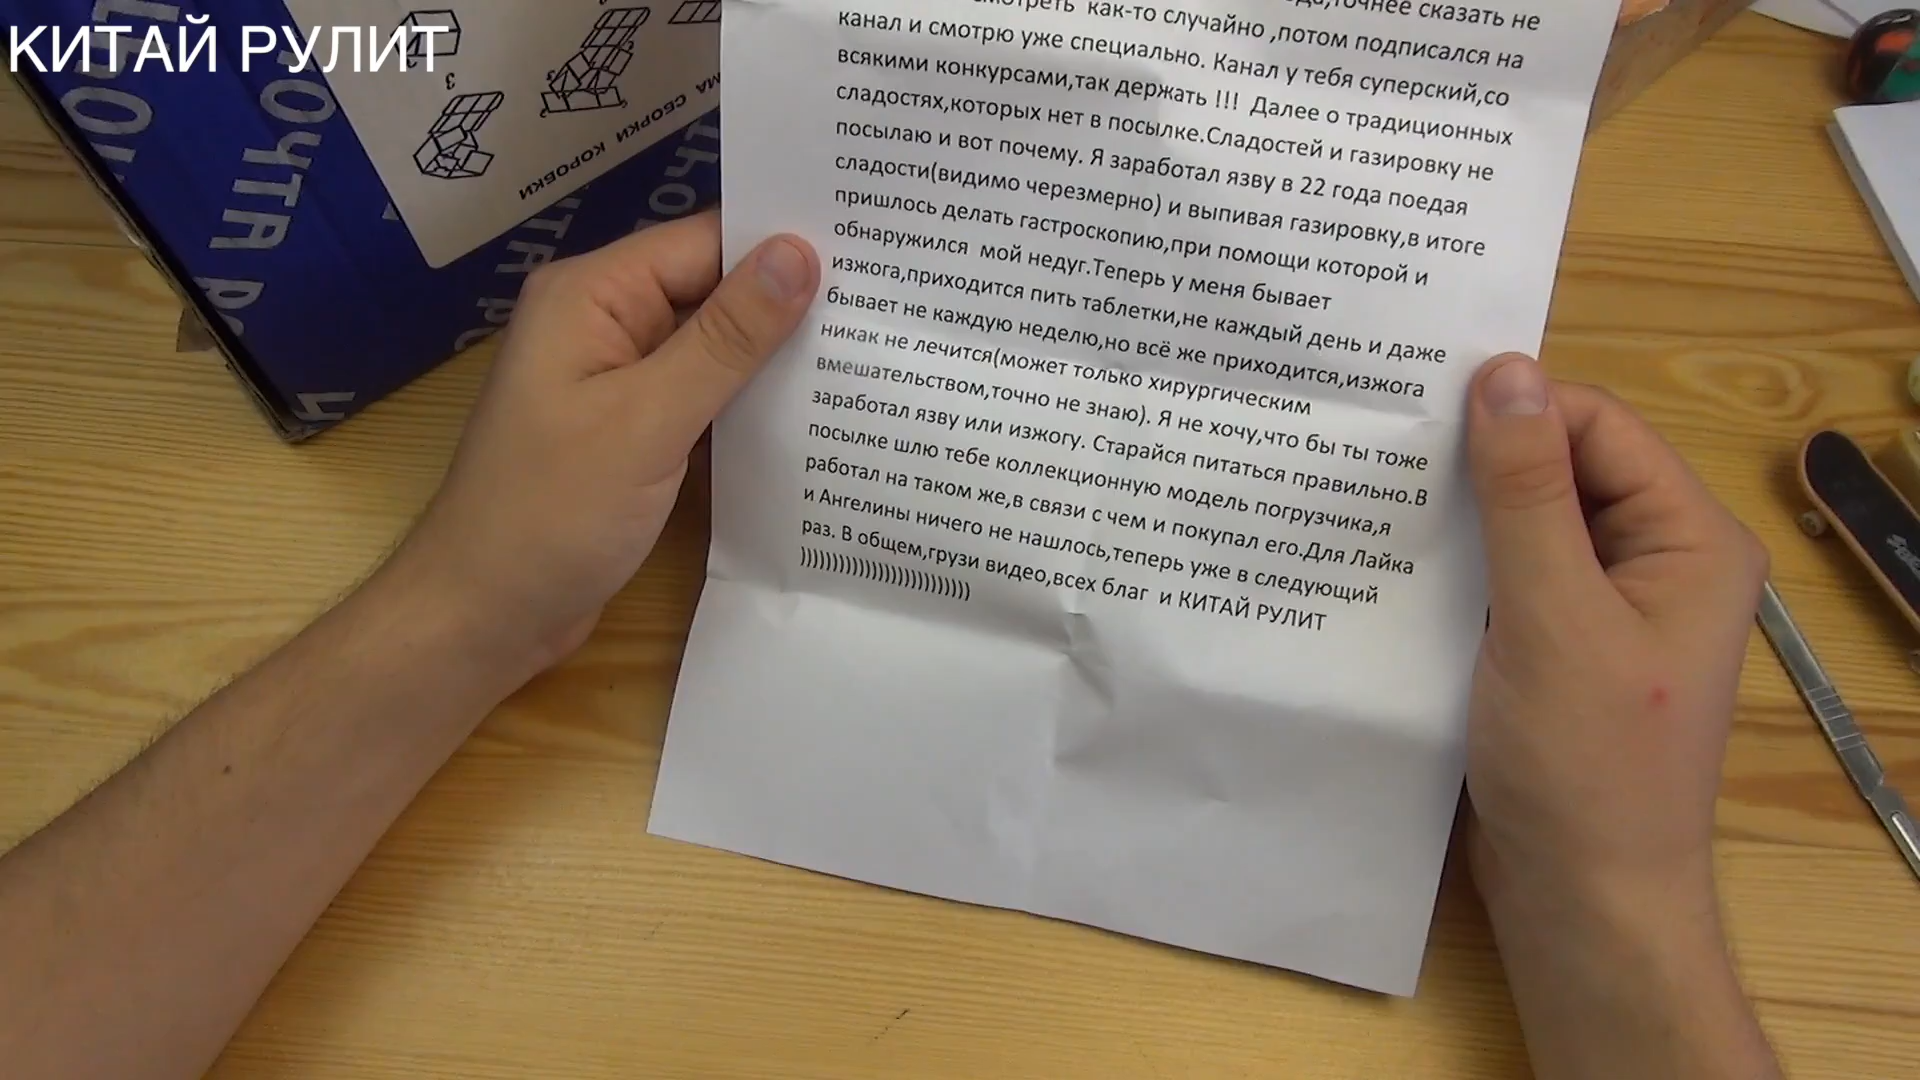 КИТАЙ РУЛИТ
точнее сказать не
смотреть как-то случайно ,потом подписался на
канал и смотрю уже специально. Канал у тебя суперский,со
всякими конкурсами,так держать !!! Далее о традиционных
сладостях,которых нет в посылке.Сладостей и газировку не
посылаю и вот почему. Я заработал язву в 22 года поедая
сладости(видимо черезмерно) и выпивая газировку,в итоге
пришлось делать гастроскопию,при помощи которой и
обнаружился мой недуг.Теперь у меня бывает
изжога,приходится пить таблетки,не каждый день и даже
бывает не каждую неделю,но всё же приходится,изжога
никак не лечится(может только хирургическим
вмешательством,точно не знаю). Я не хочу,что бы ты тоже
заработал язву или изжогу. Старайся питаться правильно.В
посылке шлю тебе коллекционную модель погрузчика,я
работал на таком же,в связи с чем и покупал его.Для Лайка
и Ангелины ничего не нашлось,теперь уже в следующий
раз. В общем,грузи видео,всех благ и КИТАЙ РУЛИТ
))))))))))))))))))))))))))
МА СБОРКИ КОРОБКИ
3
ПОЧТА